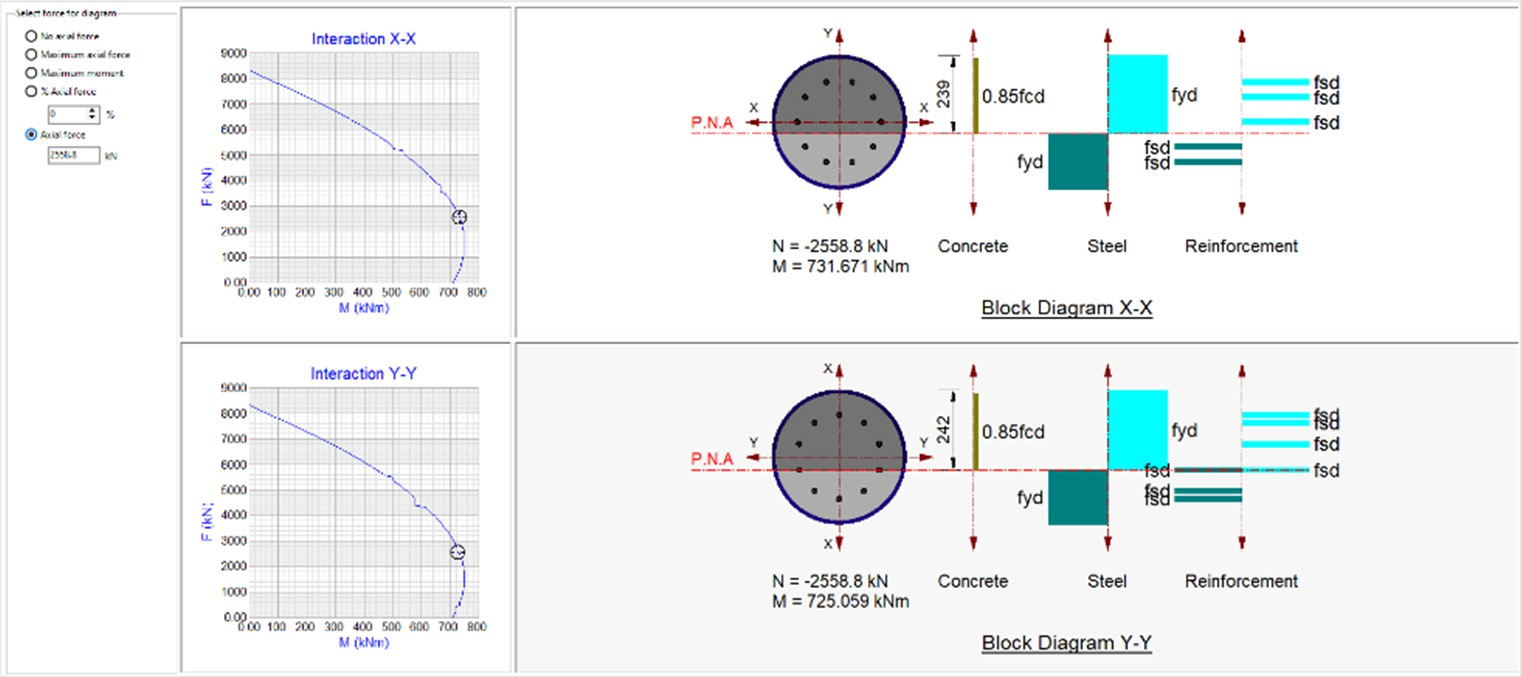 Select force for diagram
No axial force
Maximum axial force
Maximum moment
% Axial force
0 %
Axial force
2558.8 kN
Interaction X-X
9000
8000
7000
6000
5000
4000
3000
2000
1000
0.00
F (kN)
0.00 100 200 300 400 500 600 700 800
M (kNm)
Y
X X
Y
P.N.A
239
0.85fcd
fyd
fyd
fsd
fsd
fsd
fsd
fsd
N = -2558.8 kN
M = 731.671 kNm
Concrete
Steel
Reinforcement
Block Diagram X-X
Interaction Y-Y
9000
8000
7000
6000
5000
4000
3000
2000
1000
0.00
F (kN)
0.00 100 200 300 400 500 600 700 800
M (kNm)
X
Y Y
X
P.N.A
242
0.85fcd
fyd
fyd
fsd
fsd
fsd
fsd fsd
fsd
fsd
N = -2558.8 kN
M = 725.059 kNm
Concrete
Steel
Reinforcement
Block Diagram Y-Y